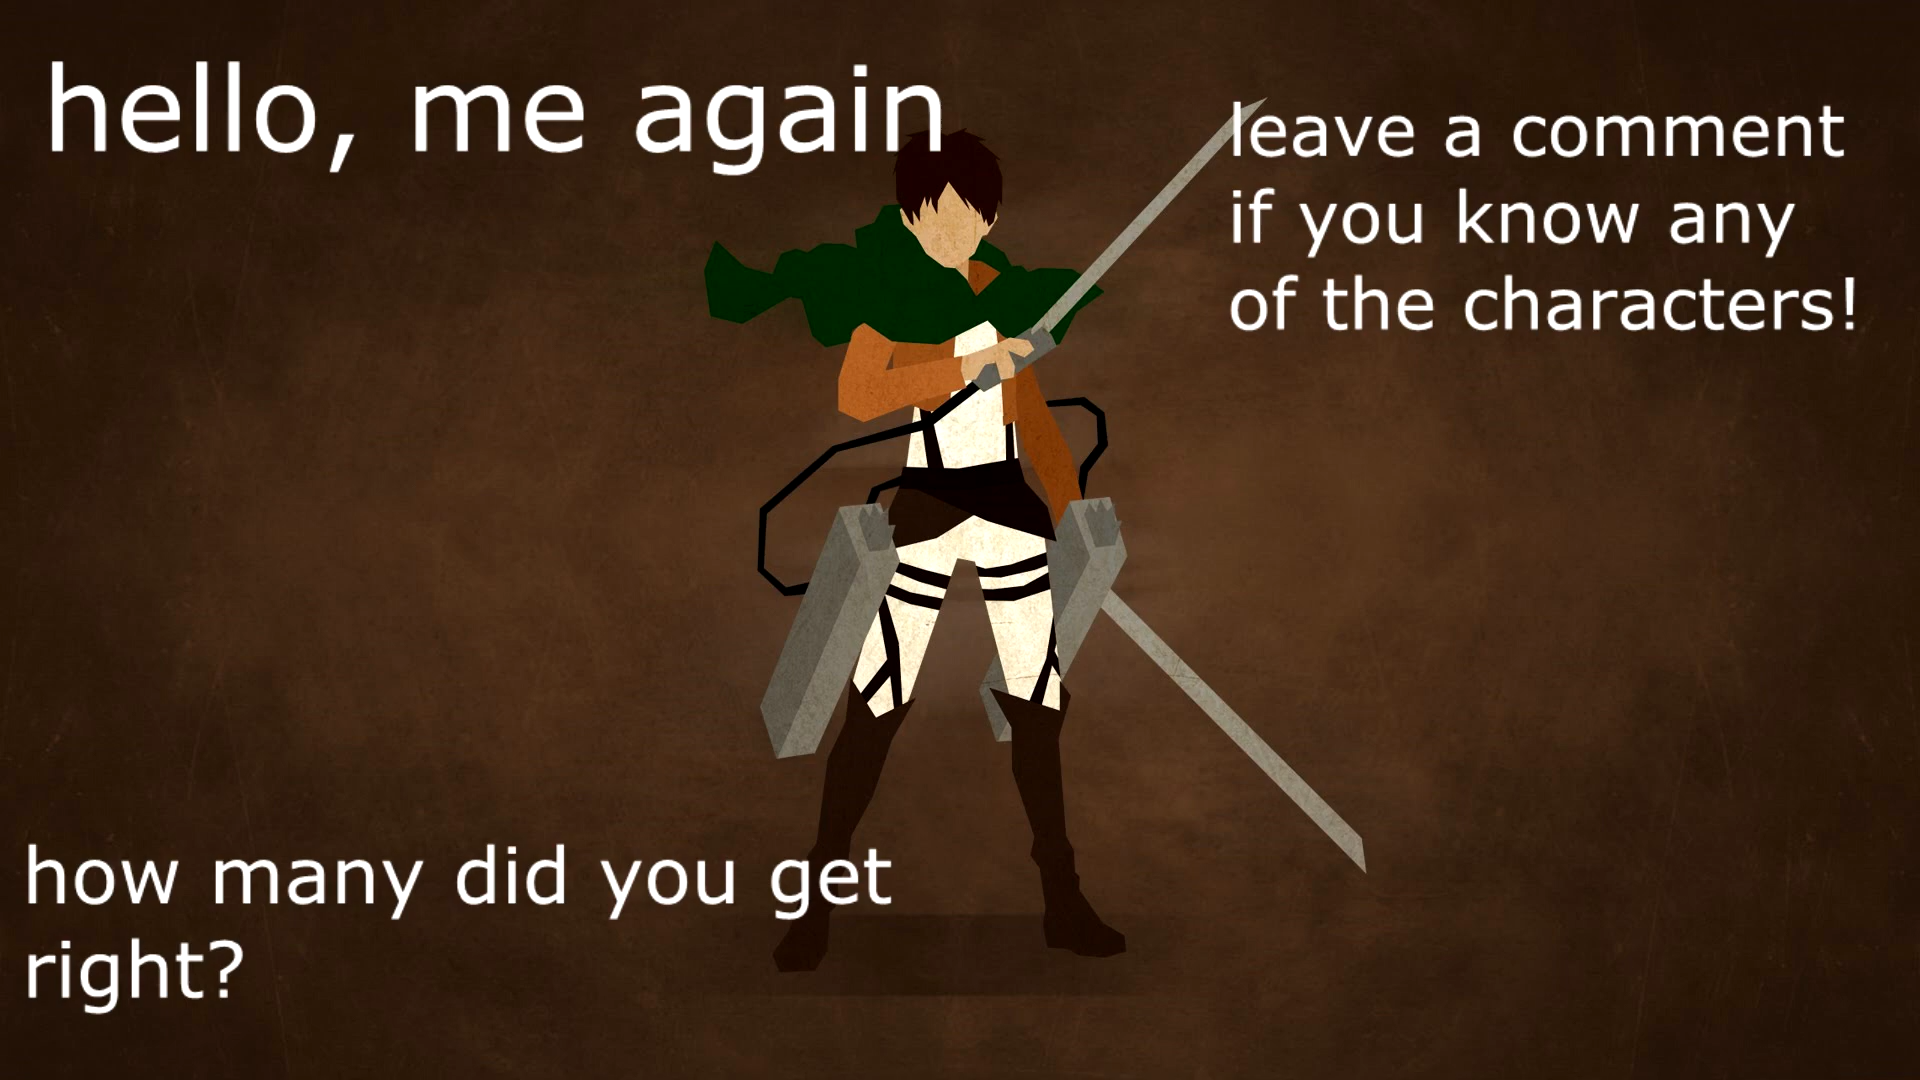 hello, me again
leave a comment
if you know any
of the characters!
how many did you get
right?